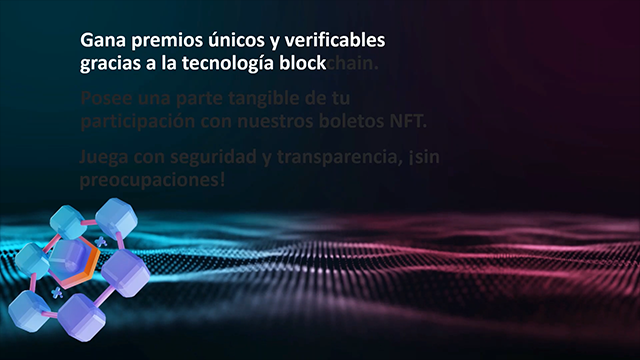 Gana premios únicos y verificables
gracias a la tecnología blockchain.
Posee una parte tangible de tu
participación con nuestros boletos NFT.
Juega con seguridad y transparencia, ¡sin
preocupaciones!